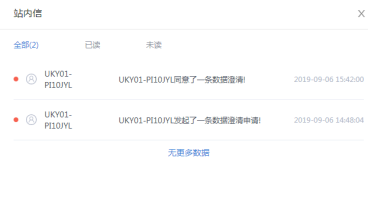 站内信 X
全部(2) 已读 未读
UKY01-
PI10JYL UKY01-PI10JYL同意了一条数据澄清! 2019-09-06 15:42:00
UKY01-
PI10JYL UKY01-PI10JYL发起了一条数据澄清申请! 2019-09-06 14:48:04
无更多数据